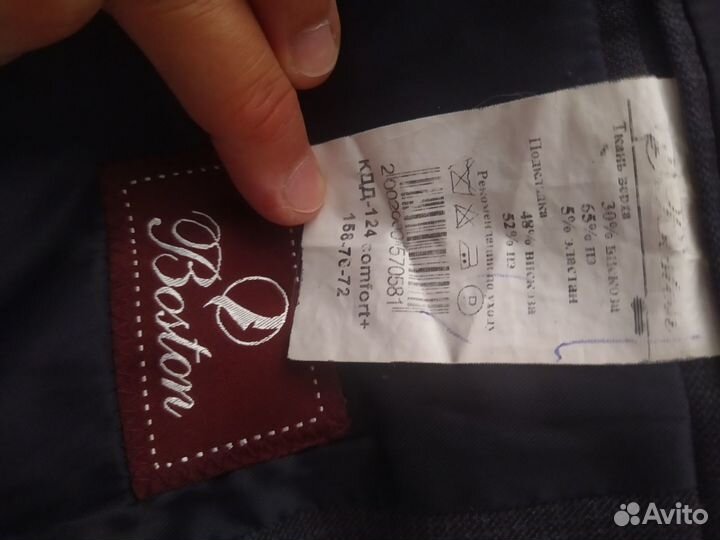 Boston
Ткань верха
30% Вискоза
65% ПЭ
5% эластан
Подкладка
48% Вискоза
52% ПЭ
Рекомендации по уходу
P
КДД-124 comfort+
158-76-72
Avito